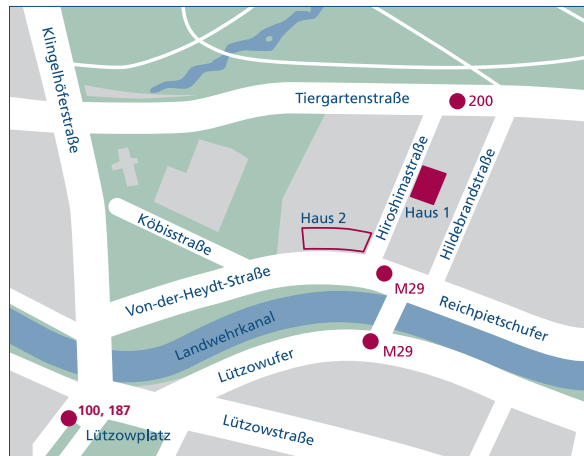 Klingelhöferstraße
Tiergartenstraße
200
Hiroshimastraße
Haus 1
Hildebrandstraße
Haus 2
Köbisstraße
Von-der-Heydt-Straße
M29
Reichpietschufer
Landwehrkanal
M29
Lützowufer
100, 187
Lützowplatz
Lützowstraße